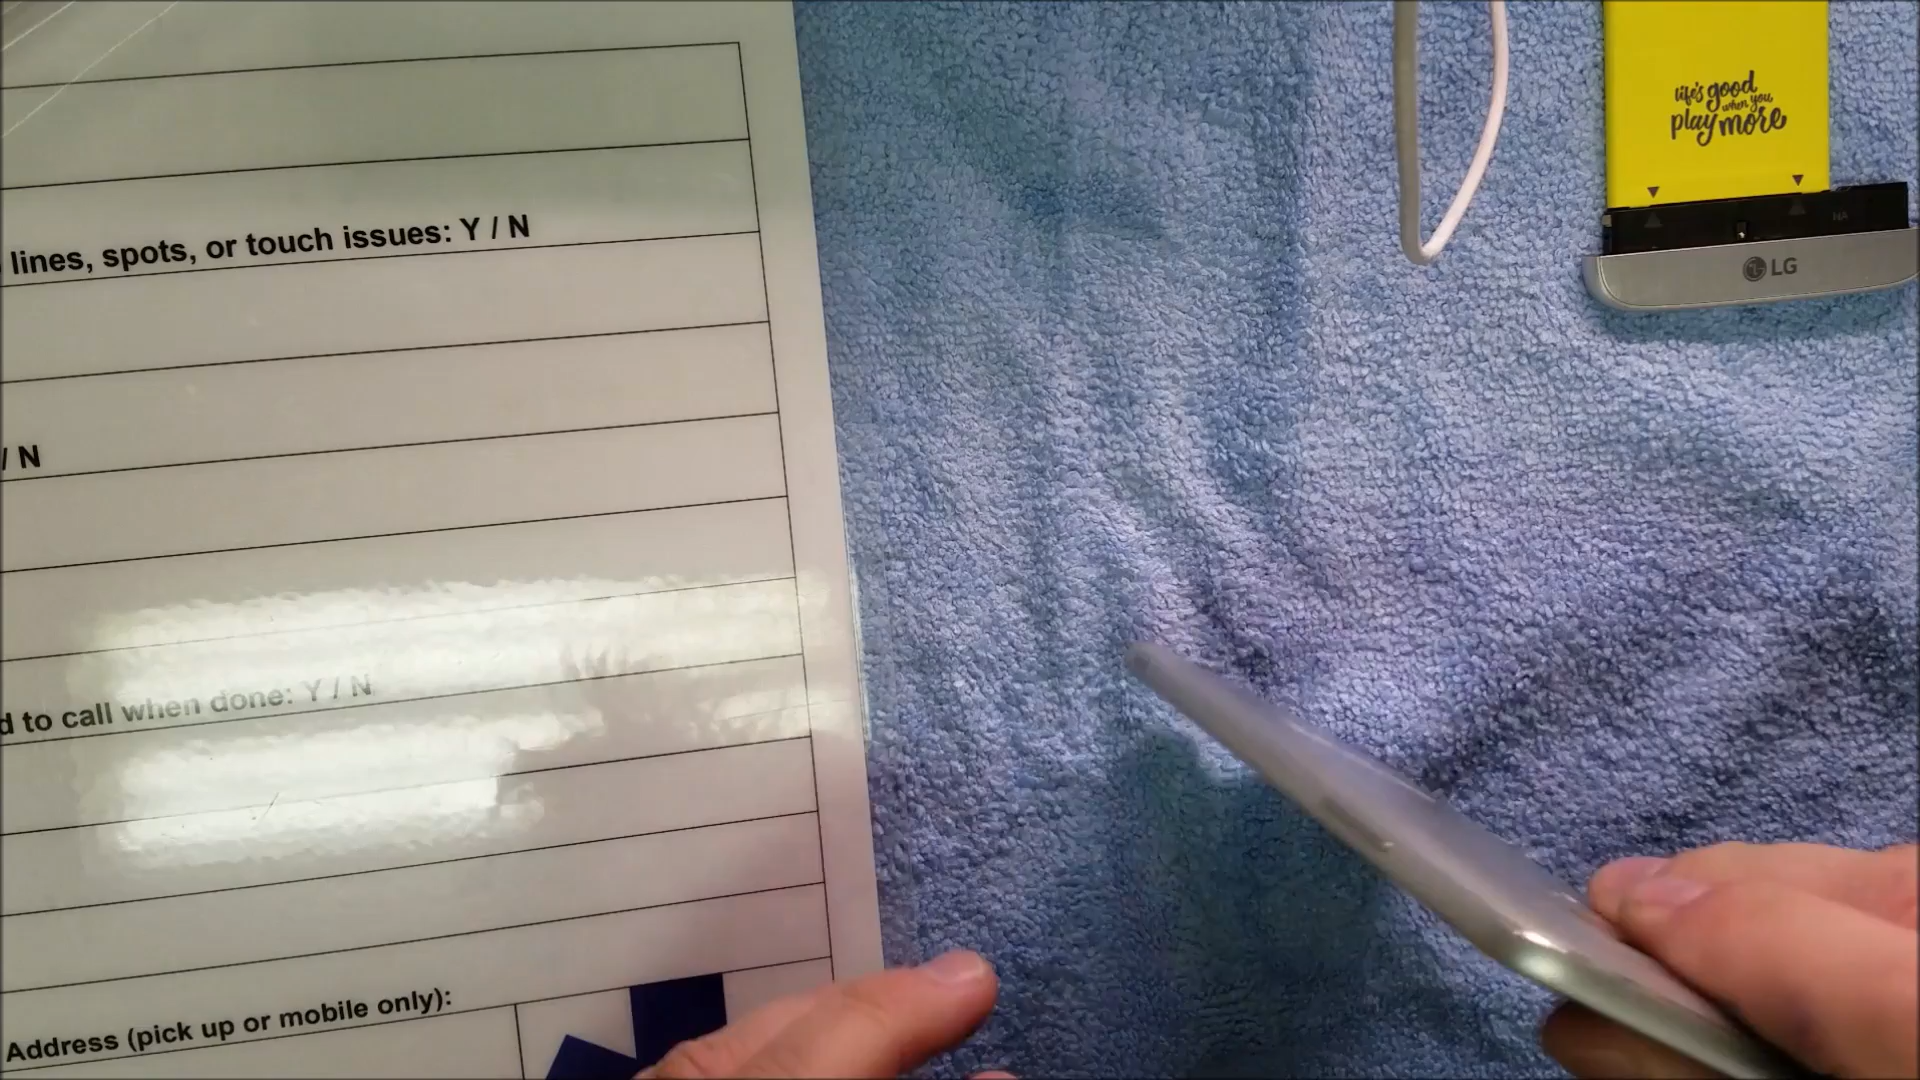 lines, spots, or touch issues: Y / N
/ N
d to call when done: Y / N
Address (pick up or mobile only):
life's good
when you
play more
LG